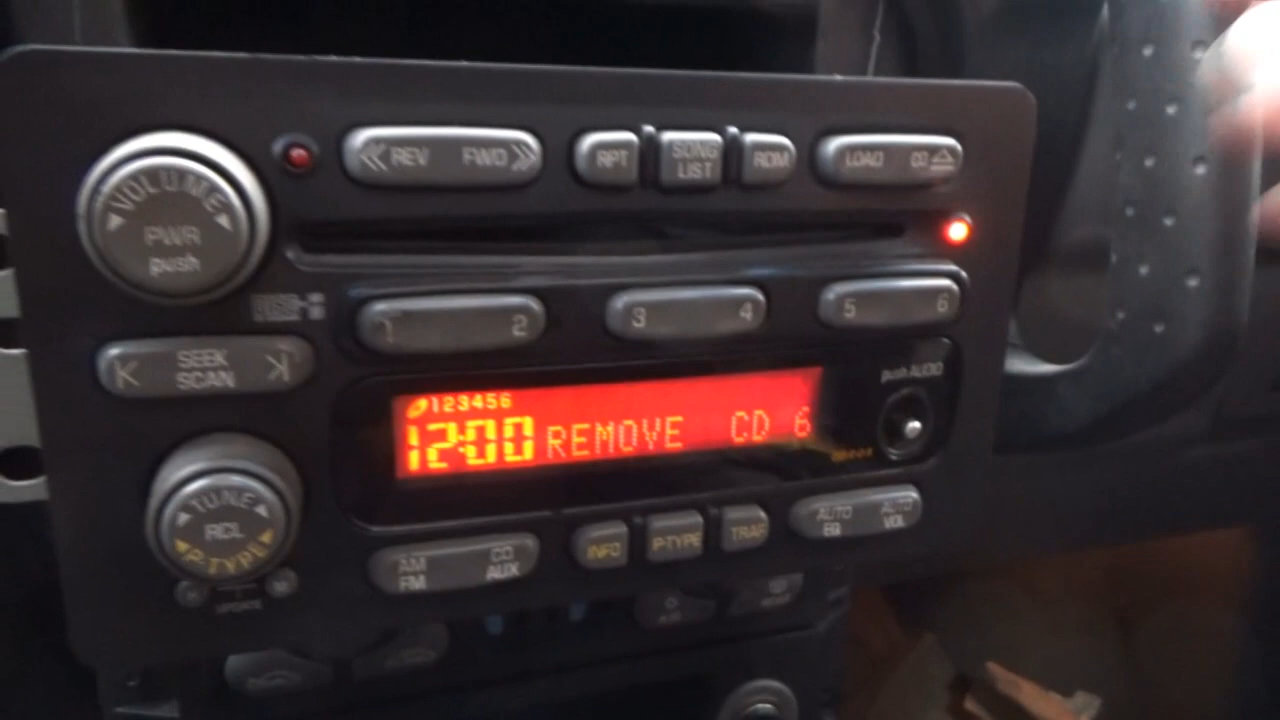 VOLUME
PWR
push
REV FWD
RPT
SONG
LIST
RDM
LOAD CD
1 2
3 4
5 6
SEEK
SCAN
push AUDIO
123456
12:00 REMOVE CD 6
TUNE
RCL
P-TYPE
AM
FM
CD
AUX
INFO
P-TYPE
TRAF
AUTO
EQ
AUTO
VOL